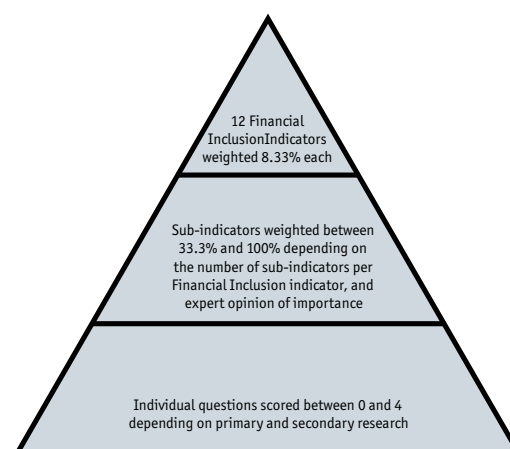 12 Financial
InclusionIndicators
weighted 8.33% each
Sub-indicators weighted between
33.3% and 100% depending on
the number of sub-indicators per
Financial Inclusion indicator, and
expert opinion of importance
Individual questions scored between 0 and 4
depending on primary and secondary research